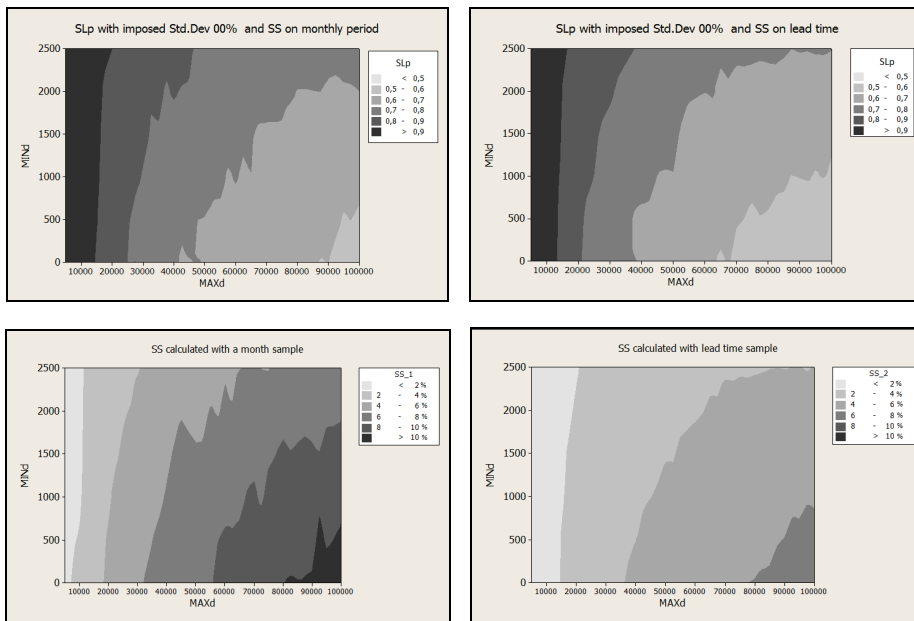 SLp with imposed Std.Dev 00% and SS on monthly period
MINd
2500
2000
1500
1000
500
0
10000 20000 30000 40000 50000 60000 70000 80000 90000 100000
MAXd
SLp
< 0,5
0,5 - 0,6
0,6 - 0,7
0,7 - 0,8
0,8 - 0,9
> 0,9
SLp with imposed Std.Dev 00% and SS on lead time
MINd
2500
2000
1500
1000
500
0
10000 20000 30000 40000 50000 60000 70000 80000 90000 100000
MAXd
SLp
< 0,5
0,5 - 0,6
0,6 - 0,7
0,7 - 0,8
0,8 - 0,9
> 0,9
SS calculated with a month sample
MINd
2500
2000
1500
1000
500
0
10000 20000 30000 40000 50000 60000 70000 80000 90000 100000
MAXd
SS_1
< 2%
2 - 4%
4 - 6%
6 - 8%
8 - 10%
> 10%
SS calculated with lead time sample
MINd
2500
2000
1500
1000
500
0
10000 20000 30000 40000 50000 60000 70000 80000 90000 100000
MAXd
SS_2
< 2%
2 - 4%
4 - 6%
6 - 8%
8 - 10%
> 10%